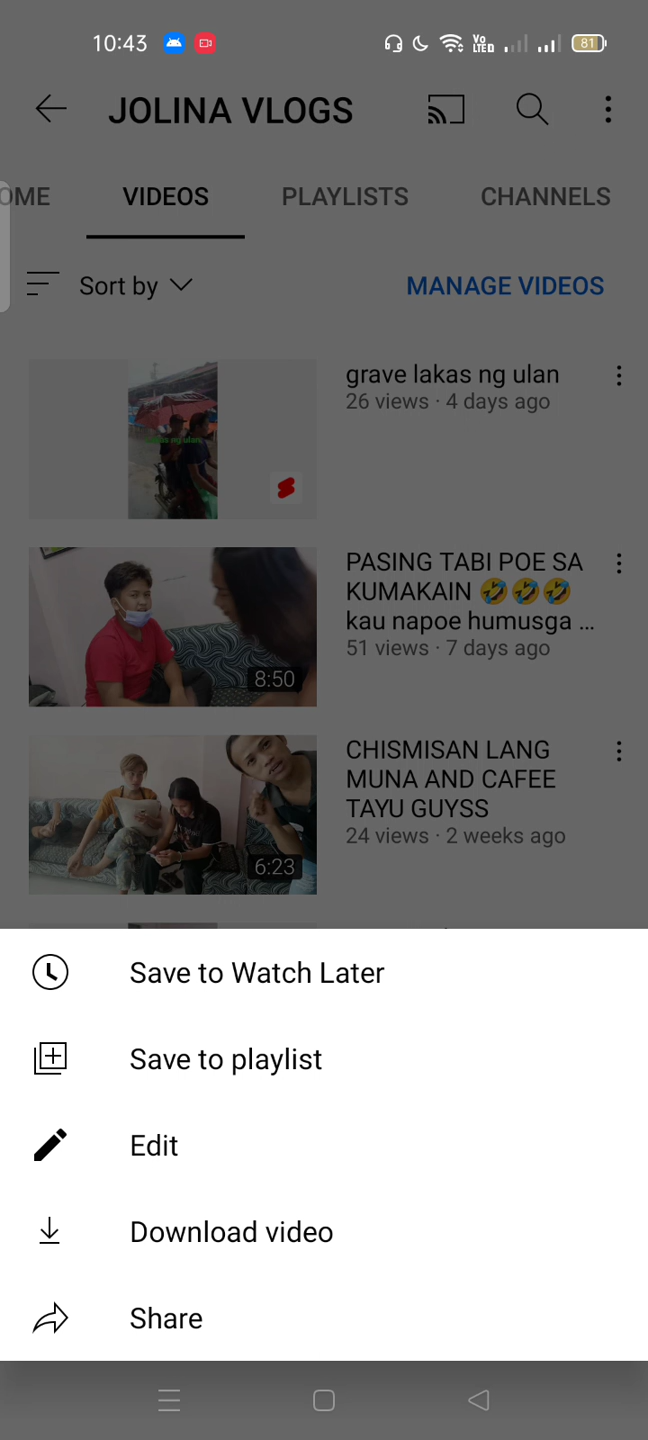 10:43
Vo
LTE
81
JOLINA VLOGS
OME
VIDEOS
PLAYLISTS
CHANNELS
Sort by
MANAGE VIDEOS
grave lakas ng ulan
26 views · 4 days ago
PASING TABI POE SA
KUMAKAIN 🤣🤣🤣
kau napoe humusga ...
51 views · 7 days ago
8:50
CHISMISAN LANG
MUNA AND CAFEE
TAYU GUYSS
24 views · 2 weeks ago
6:23
Save to Watch Later
Save to playlist
Edit
Download video
Share